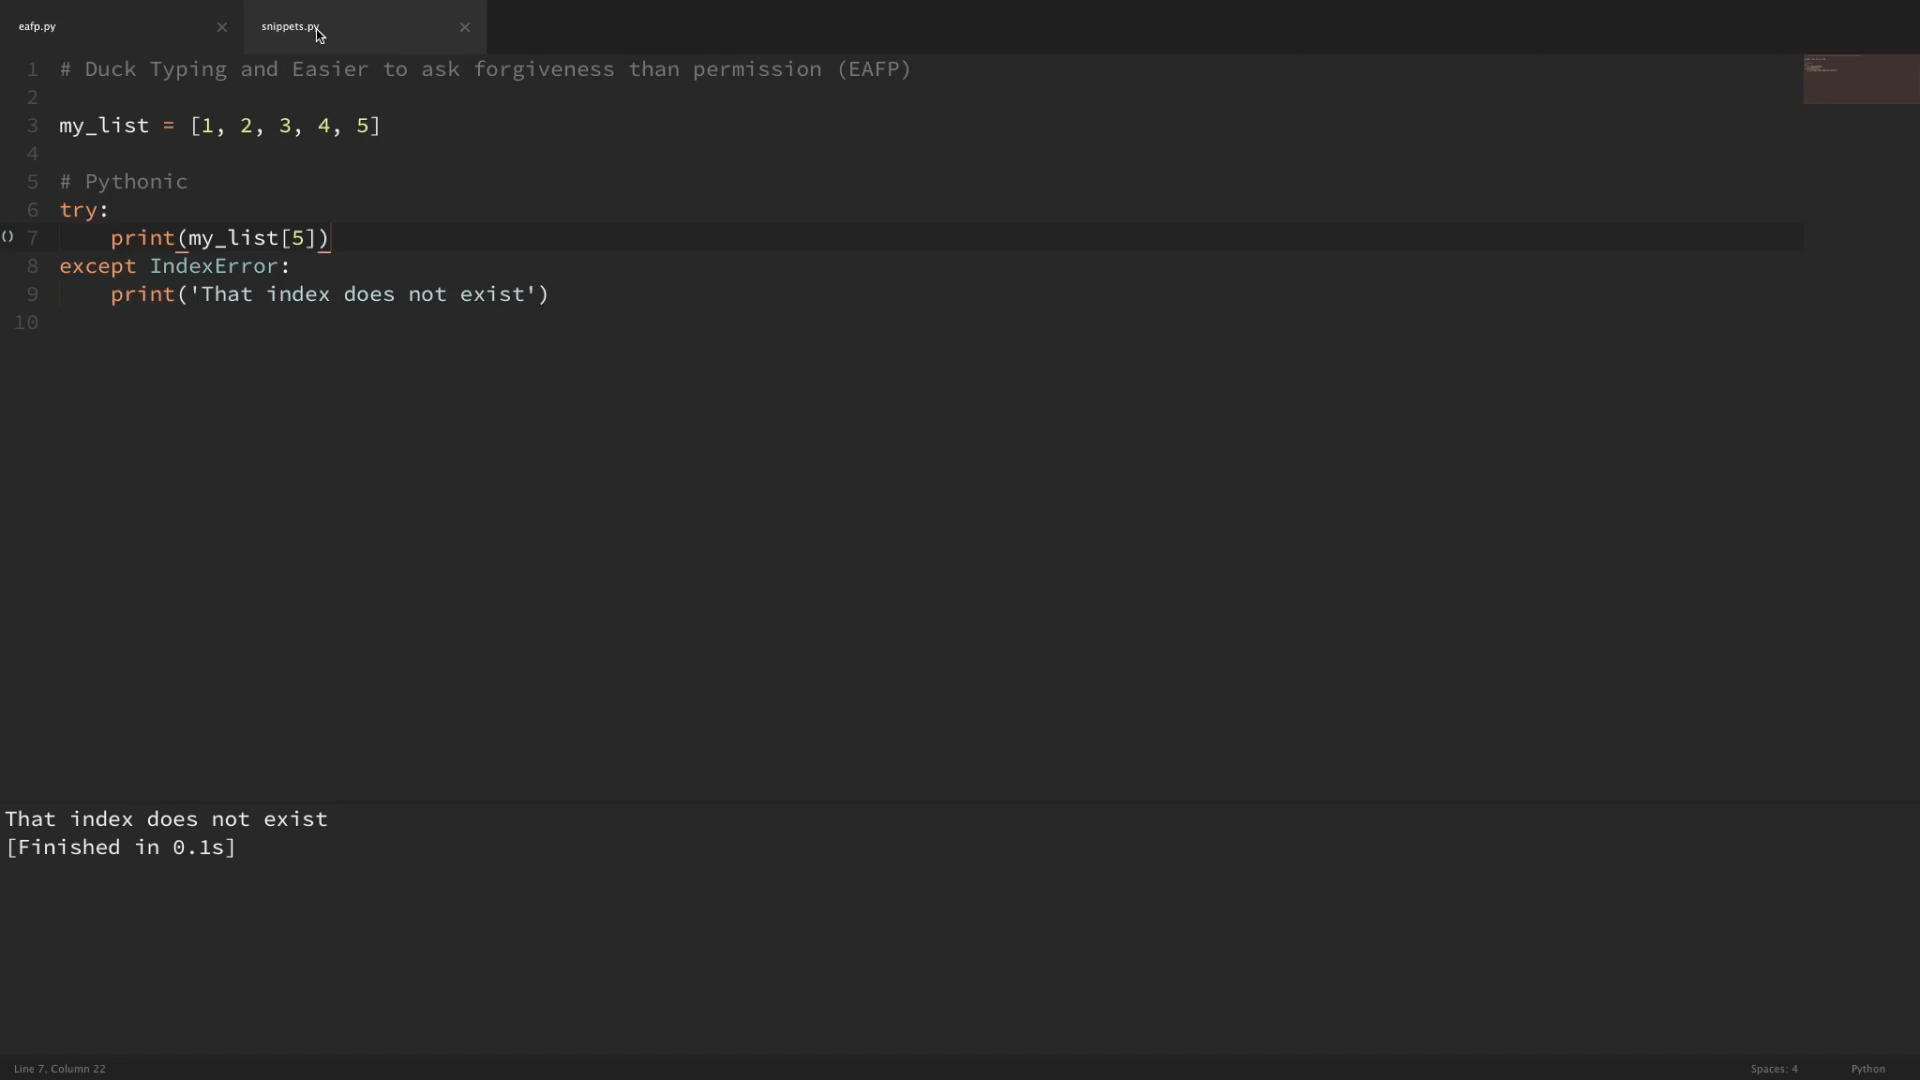 eafp.py
snippets.py
1 # Duck Typing and Easier to ask forgiveness than permission (EAFP)
2
3 my_list = [1, 2, 3, 4, 5]
4
5 # Pythonic
6 try:
7     print(my_list[5])
8 except IndexError:
9     print('That index does not exist')
10
That index does not exist
[Finished in 0.1s]
Line 7, Column 22
Spaces: 4
Python